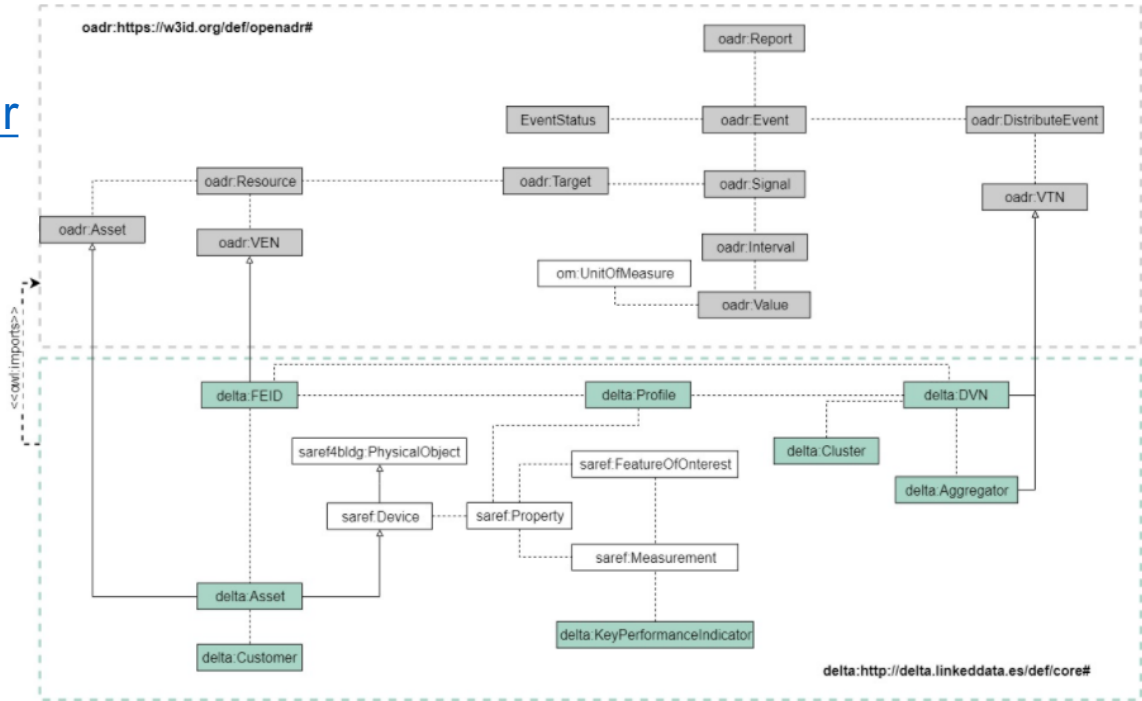 oadr:https://w3id.org/def/openadr#
r
oadr:Report
EventStatus
oadr:Event
oadr:DistributeEvent
oadr:Resource
oadr:Target
oadr:Signal
oadr:VTN
oadr:Asset
oadr:VEN
oadr:Interval
om:UnitOfMeasure
oadr:Value
<<owl:imports>>
delta:FEID
delta:Profile
delta:DVN
saref4bldg:PhysicalObject
saref:FeatureOfOnterest
delta:Cluster
delta:Aggregator
saref:Device
saref:Property
saref:Measurement
delta:Asset
delta:KeyPerformanceIndicator
delta:Customer
delta:http://delta.linkeddata.es/def/core#